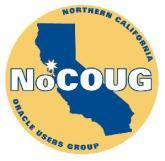 NORTHERN CALIFORNIA
NoCOUG
ORACLE USERS GROUP